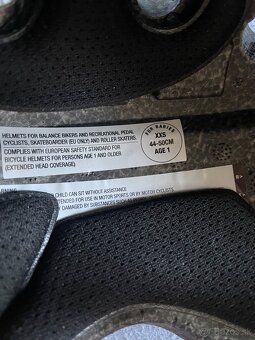 HELMETS FOR BALANCE BIKERS AND RECREATIONAL PEDAL
CYCLISTS, SKATEBOARDER (EU ONLY) AND ROLLER SKATERS.
COMPLIES WITH EUROPEAN SAFETY STANDARD FOR
BICYCLE HELMETS FOR PERSONS AGE 1 AND OLDER
(EXTENDED HEAD COVERAGE)
FOR BABIES
XXS
44-50CM
AGE 1
CHILD CAN SIT WITHOUT ASSISTANCE.
TENDED FOR USE IN MOTOR SPORTS OR BY MOTOR CYCLISTS.
Y DAMAGED BY SUBSTANCES